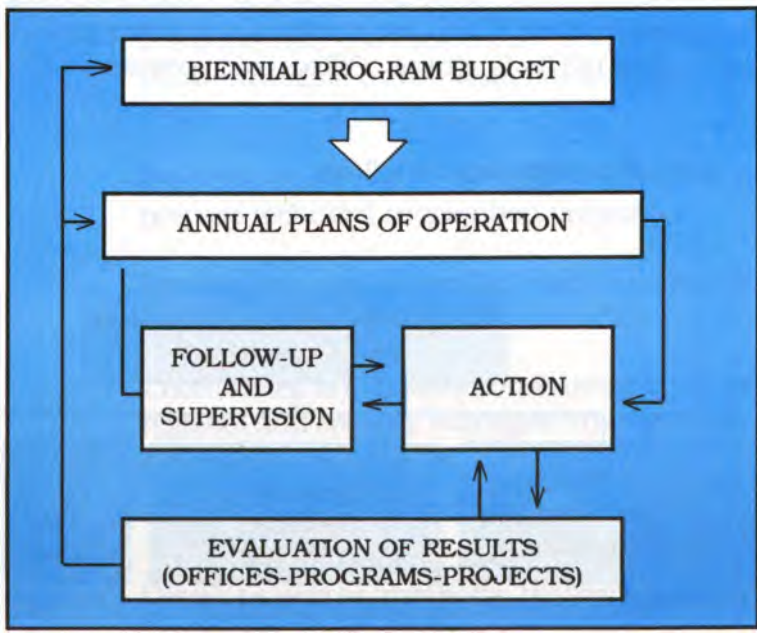 BIENNIAL PROGRAM BUDGET
ANNUAL PLANS OF OPERATION
FOLLOW-UP
AND
SUPERVISION
ACTION
EVALUATION OF RESULTS
(OFFICES-PROGRAMS-PROJECTS)